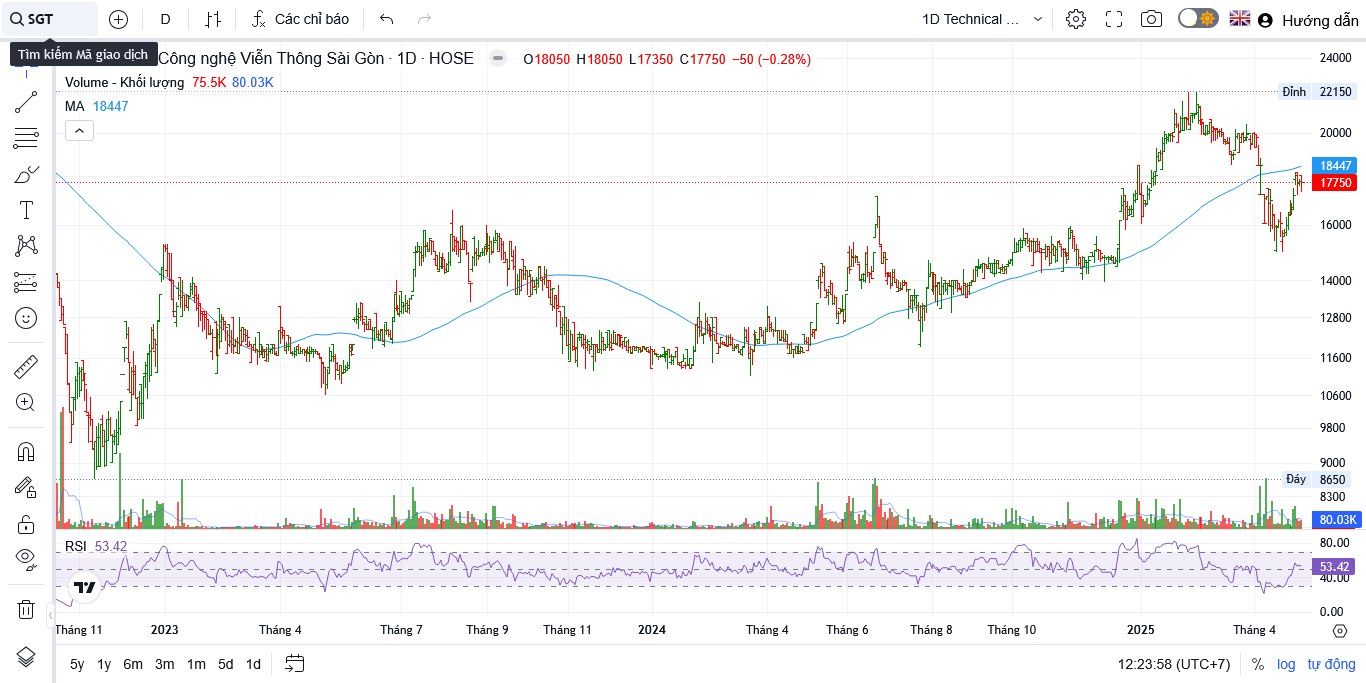 SGT
D
Các chỉ báo
1D Technical ...
Hướng dẫn
Tìm kiếm Mã giao dịch
Công nghệ Viễn Thông Sài Gòn · 1D · HOSE
O18050 H18050 L17350 C17750 −50 (−0.28%)
Volume - Khối lượng 75.5K 80.03K
MA 18447
24000
Đỉnh 22150
20000
18447
17750
16000
14000
12800
11600
10600
9800
9000
Đáy 8650
8300
80.03K
RSI 53.42
80.00
53.42
40.00
0.00
Tháng 11 2023 Tháng 4 Tháng 7 Tháng 9 Tháng 11 2024 Tháng 4 Tháng 6 Tháng 8 Tháng 10 2025 Tháng 4
5y 1y 6m 3m 1m 5d 1d
12:23:58 (UTC+7) % log tự động